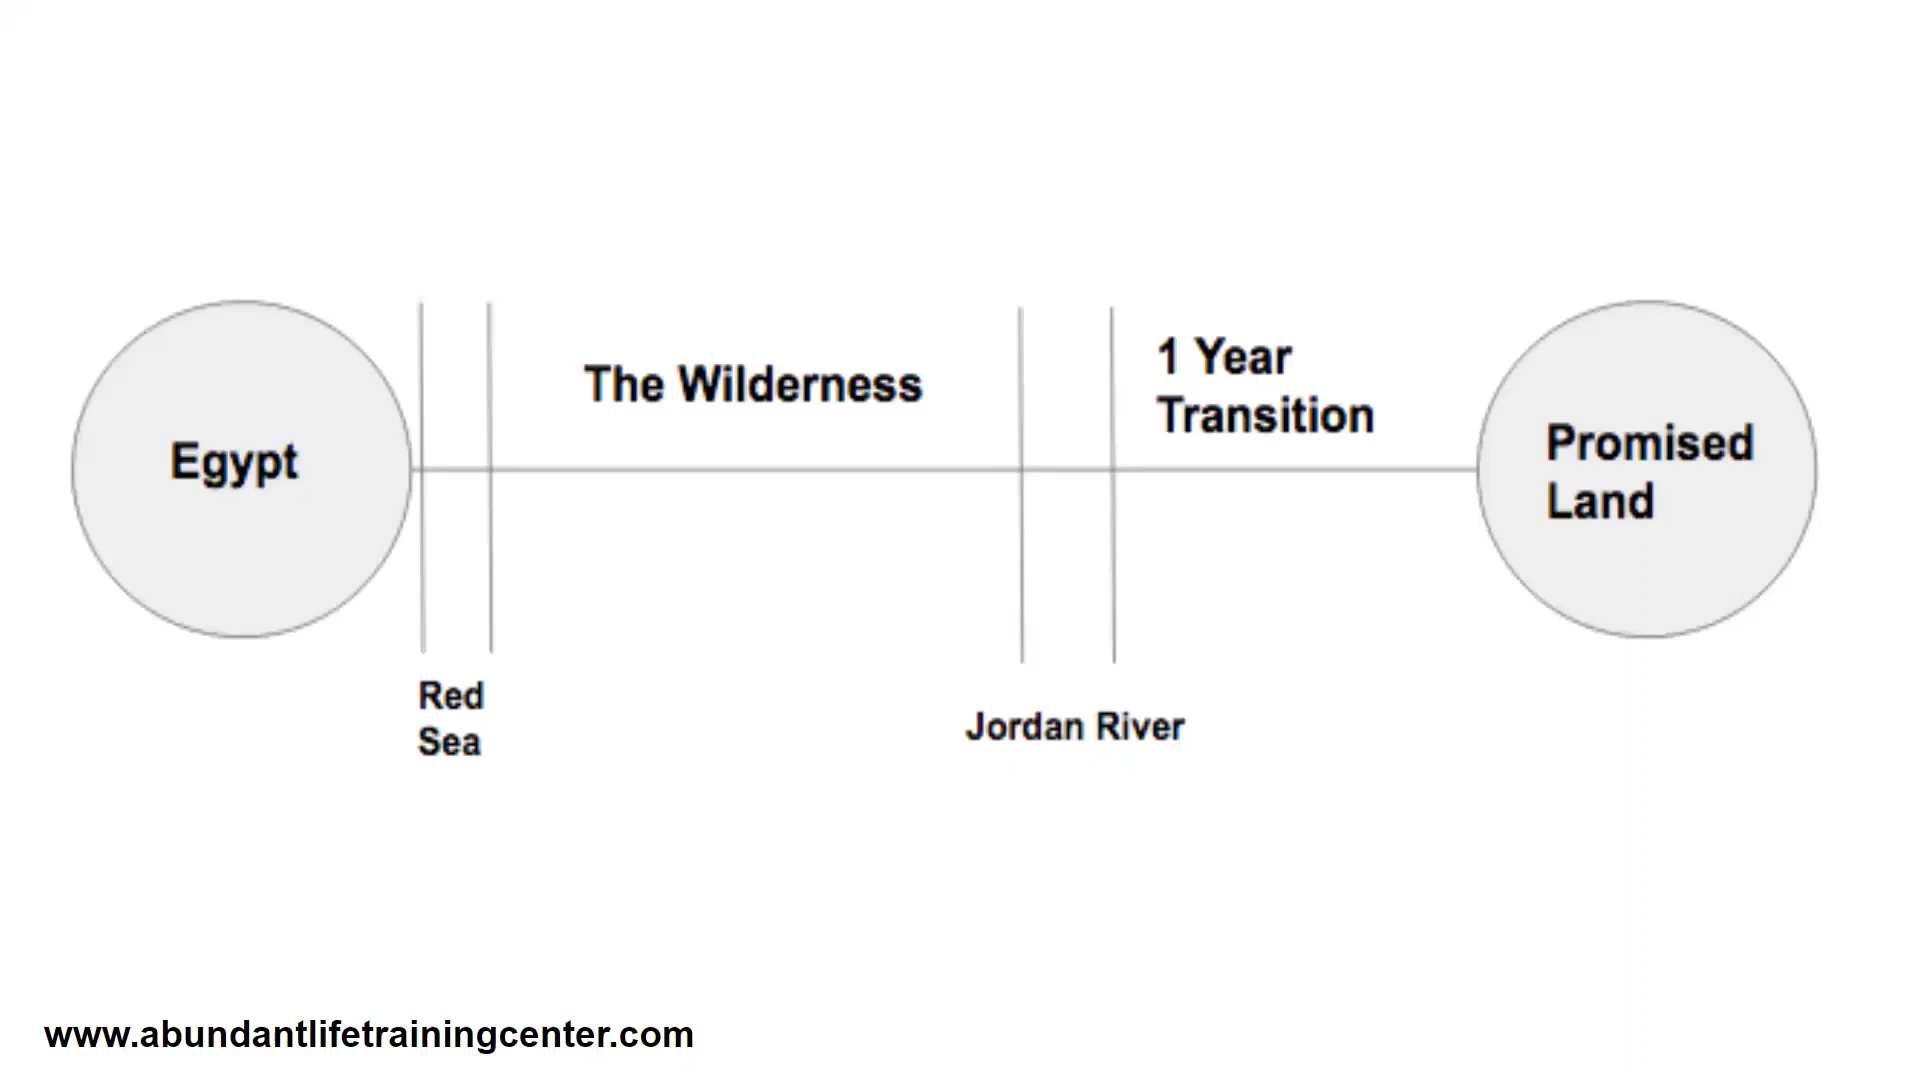 Egypt
The Wilderness
1 Year
Transition
Promised
Land
Red
Sea
Jordan River
www.abundantlifetrainingcenter.com